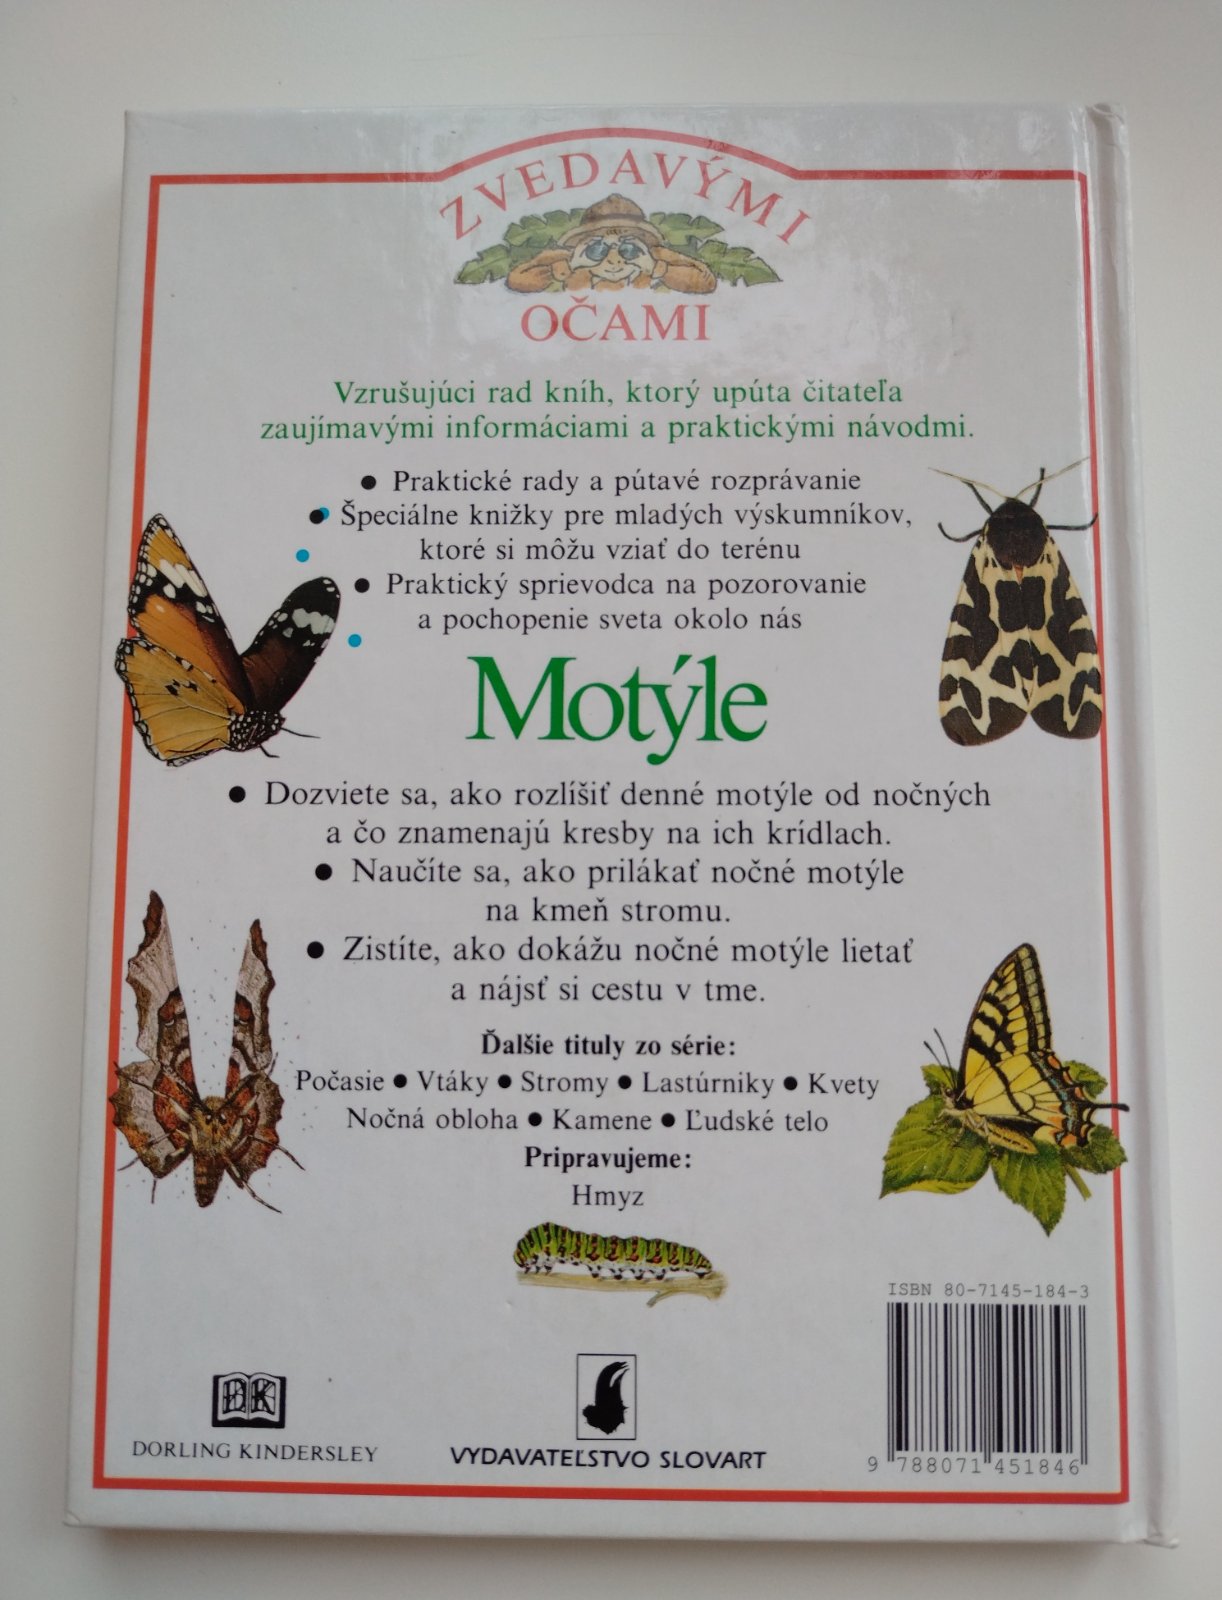 ZVEDAVÝMI
OČAMI
Vzrušujúci rad kníh, ktorý upúta čitateľa
zaujímavými informáciami a praktickými návodmi.
● Praktické rady a pútavé rozprávanie
● Špeciálne knižky pre mladých výskumníkov,
ktoré si môžu vziať do terénu
● Praktický sprievodca na pozorovanie
a pochopenie sveta okolo nás
Motýle
● Dozviete sa, ako rozlíšiť denné motýle od nočných
a čo znamenajú kresby na ich krídlach.
● Naučíte sa, ako prilákať nočné motýle
na kmeň stromu.
● Zistíte, ako dokážu nočné motýle lietať
a nájsť si cestu v tme.
Ďalšie tituly zo série:
Počasie ● Vtáky ● Stromy ● Lastúrniky ● Kvety
Nočná obloha ● Kamene ● Ľudské telo
Pripravujeme:
Hmyz
ISBN 80-7145-184-3
9 788071 451846
DK
DORLING KINDERSLEY
VYDAVATEĽSTVO SLOVART